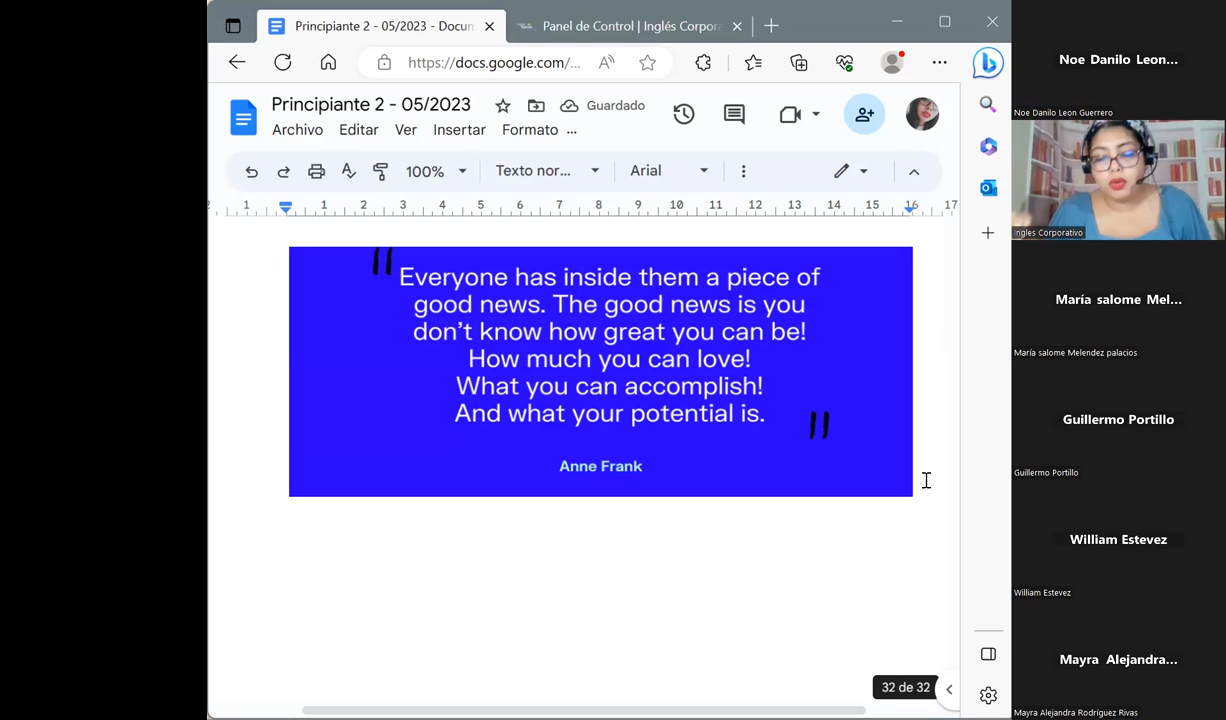 Principiante 2 - 05/2023 - Docun
Panel de Control | Inglés Corpora
https://docs.google.com/...
Principiante 2 - 05/2023
Guardado
Archivo Editar Ver Insertar Formato ...
100% Texto nor... Arial
1 1 2 3 4 5 6 7 8 9 10 11 12 13 14 15 16 17
"Everyone has inside them a piece of
good news. The good news is you
don't know how great you can be!
How much you can love!
What you can accomplish!
And what your potential is."
Anne Frank
32 de 32
Noe Danilo Leon...
Noe Danilo Leon Guerrero
Ingles Corporativo
María salome Mel...
María salome Melendez palacios
Guillermo Portillo
Guillermo Portillo
William Estevez
William Estevez
Mayra Alejandra...
Mayra Alejandra Rodríguez Rivas